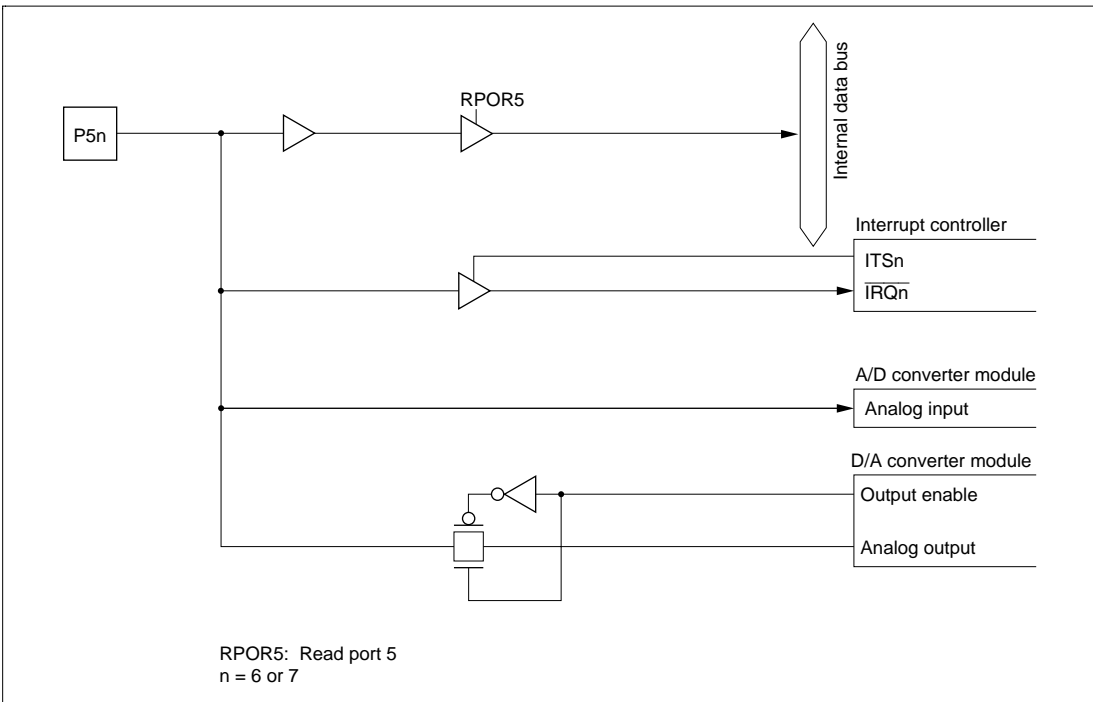 RPOR5
P5n
Internal data bus
Interrupt controller
ITSn
IRQn
A/D converter module
Analog input
D/A converter module
Output enable
Analog output
RPOR5: Read port 5
n = 6 or 7